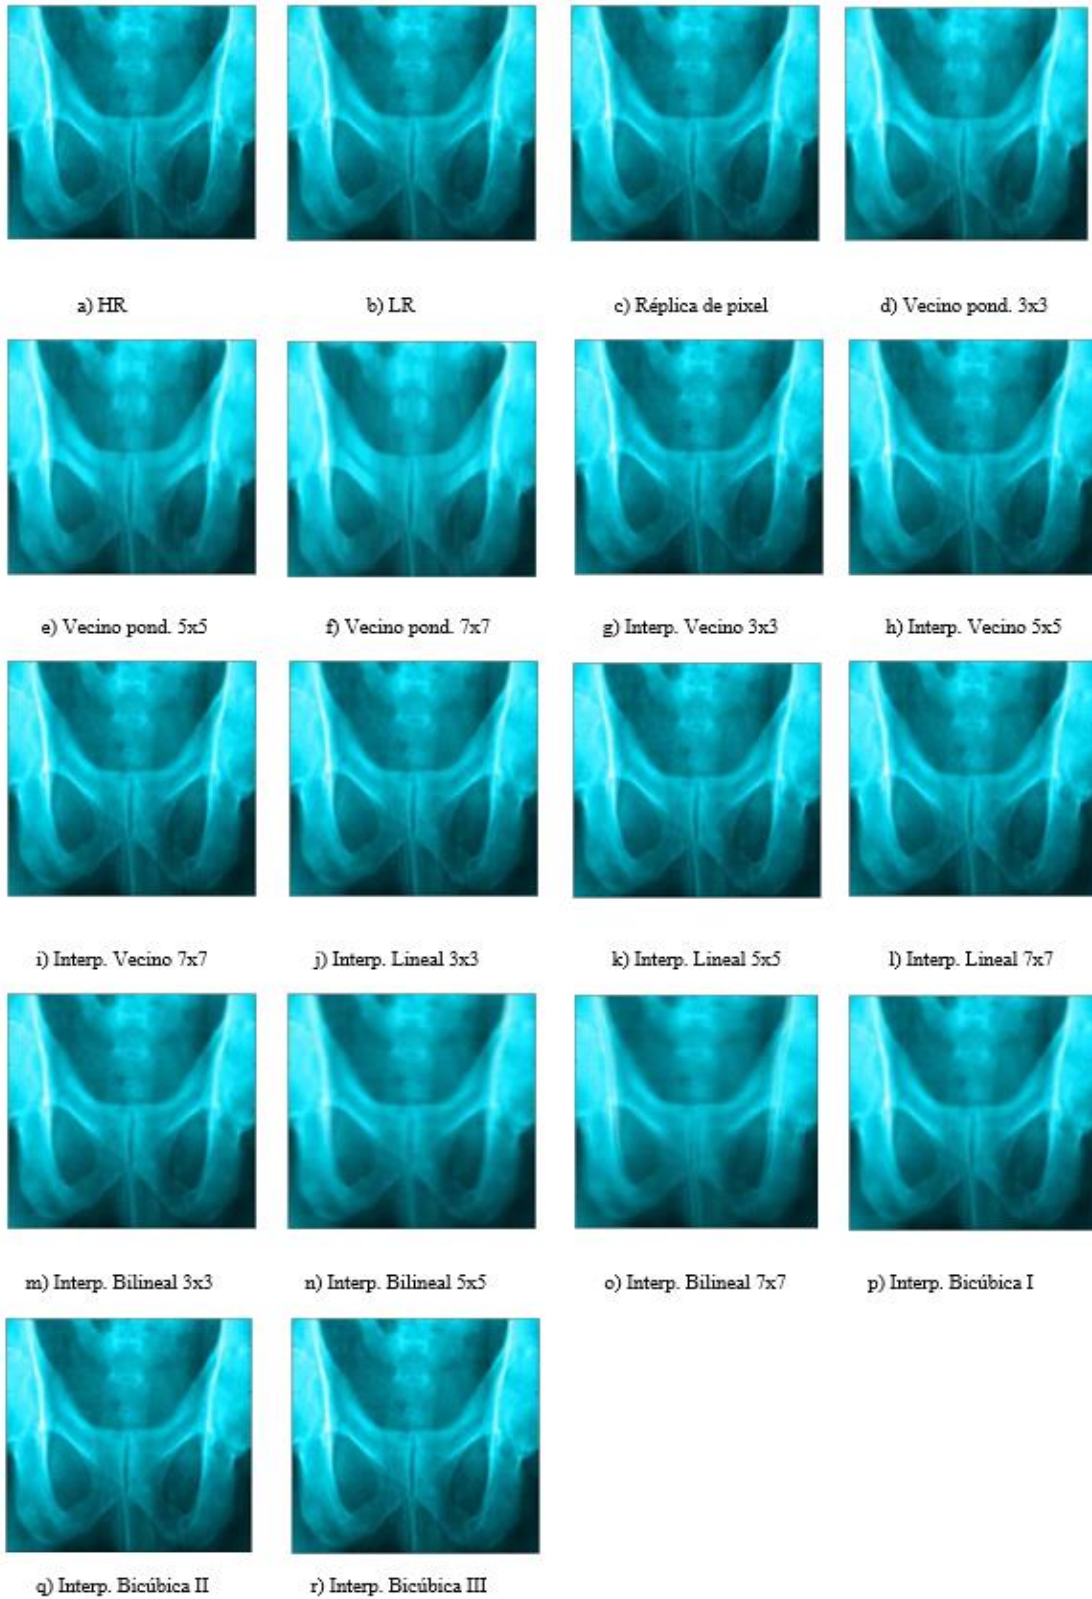 a) HR
b) LR
c) Réplica de pixel
d) Vecino pond. 3x3
e) Vecino pond. 5x5
f) Vecino pond. 7x7
g) Interp. Vecino 3x3
h) Interp. Vecino 5x5
i) Interp. Vecino 7x7
j) Interp. Lineal 3x3
k) Interp. Lineal 5x5
l) Interp. Lineal 7x7
m) Interp. Bilineal 3x3
n) Interp. Bilineal 5x5
o) Interp. Bilineal 7x7
p) Interp. Bicúbica I
q) Interp. Bicúbica II
r) Interp. Bicúbica III